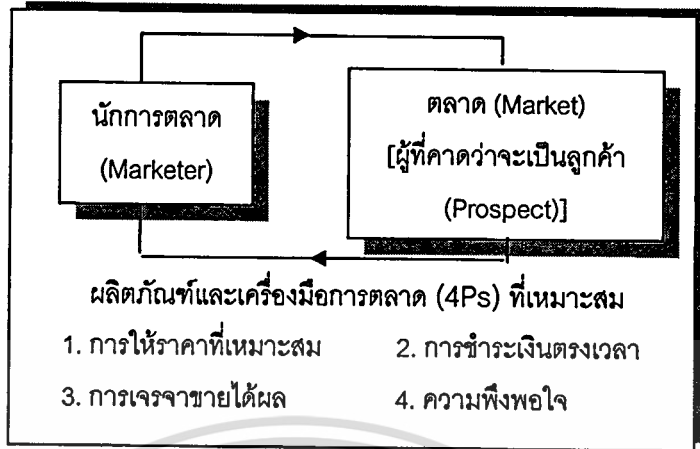 นักการตลาด
(Marketer)
ตลาด (Market)
[ผู้ที่คาดว่าจะเป็นลูกค้า
(Prospect)]
ผลิตภัณฑ์และเครื่องมือการตลาด (4Ps) ที่เหมาะสม
1. การให้ราคาที่เหมาะสม 2. การชำระเงินตรงเวลา
3. การเจรจาขายได้ผล 4. ความพึงพอใจ